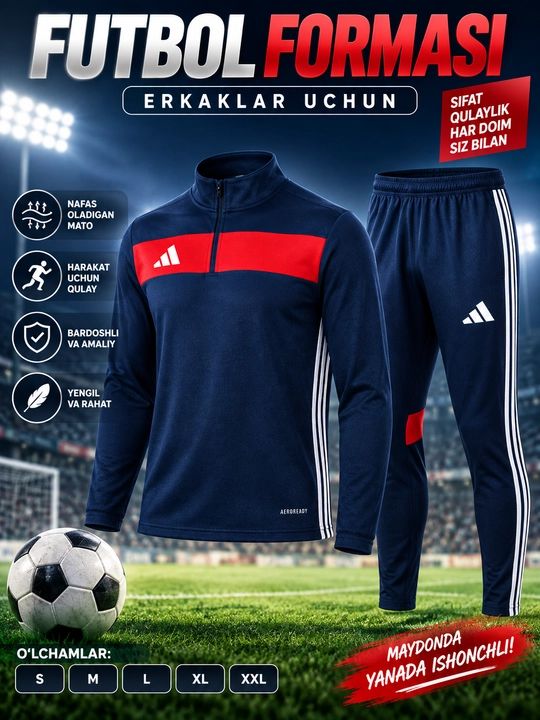 FUTBOL FORMASI
ERKAKLAR UCHUN
SIFAT
QULAYLIK
HAR DOIM
SIZ BILAN
NAFAS
OLADIGAN
MATO
HARAKAT
UCHUN
QULAY
BARDOSHLI
VA AMALIY
YENGIL
VA RAHAT
AEROREADY
O'LCHAMLAR:
S M L XL XXL
MAYDONDA
YANADA ISHONCHLI!